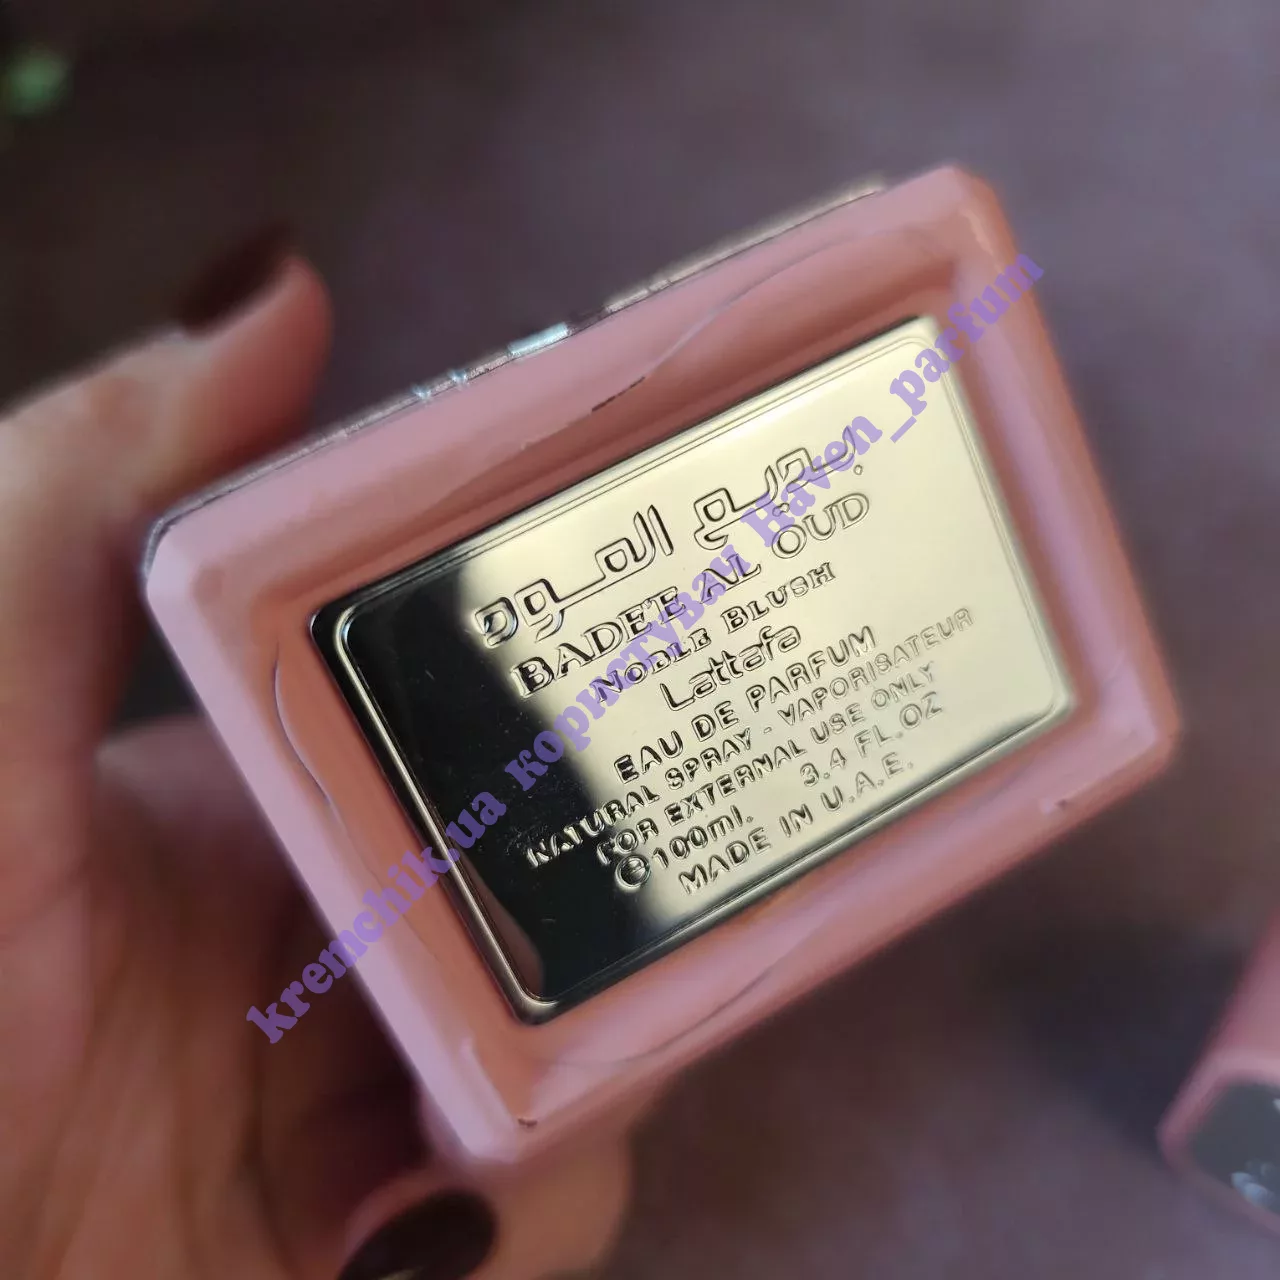 بديع العود
BADE'E AL OUD
NOBLE BLUSH
Lattafa
EAU DE PARFUM
NATURAL SPRAY - VAPORISATEUR
FOR EXTERNAL USE ONLY
℮100ml. 3.4 FL.OZ
MADE IN U.A.E.
kremchik.ua користувач Haven_parfum